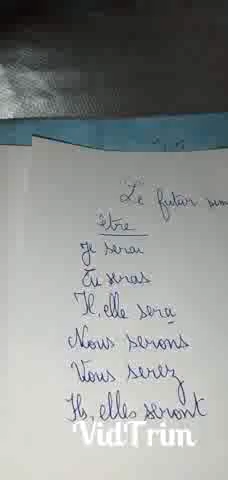 Le futur sim
être
Je serai
Tu seras
Il, elle sera
Nous serons
Vous serez
Ils, elles seront
VidTrim